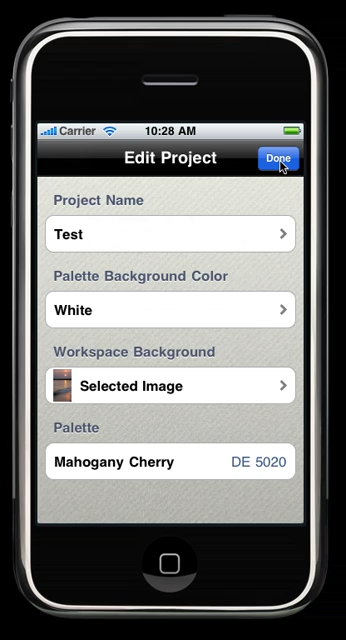 Carrier 10:28 AM
Edit Project
Done
Project Name
Test
Palette Background Color
White
Workspace Background
Selected Image
Palette
Mahogany Cherry DE 5020